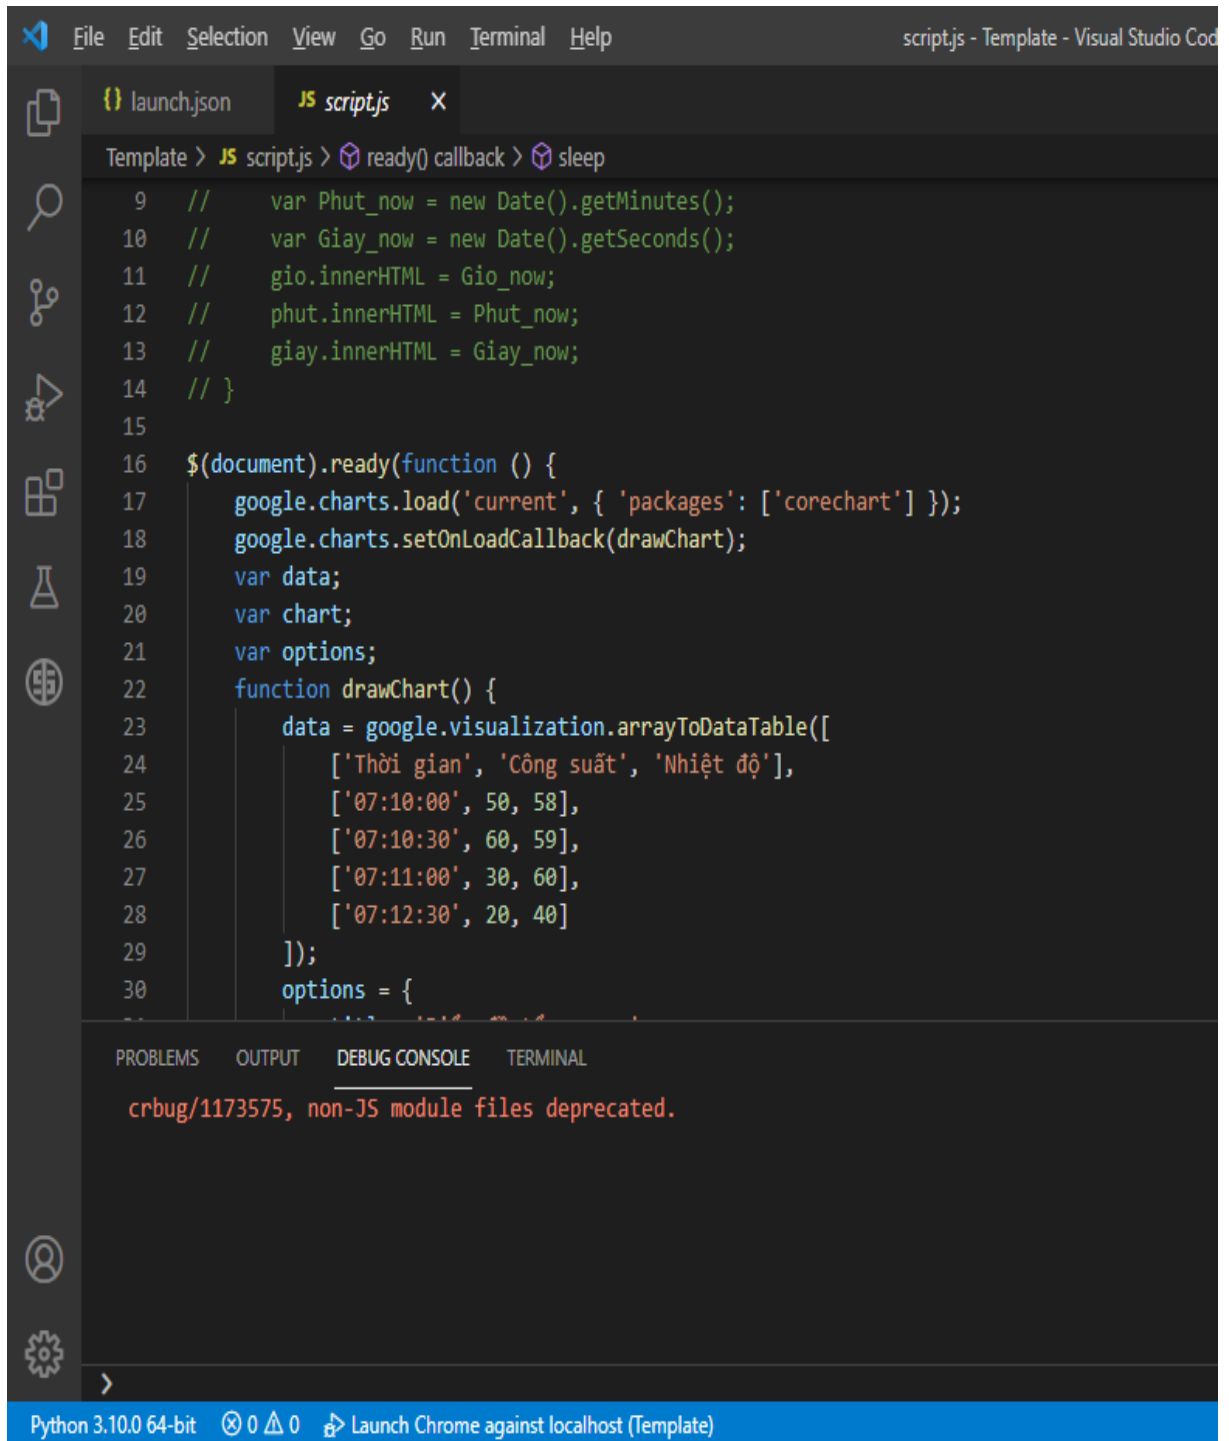 File Edit Selection View Go Run Terminal Help script.js - Template - Visual Studio Cod
{} launch.json JS script.js ×
Template > JS script.js > ready() callback > sleep
9 // var Phut_now = new Date().getMinutes();
10 // var Giay_now = new Date().getSeconds();
11 // gio.innerHTML = Gio_now;
12 // phut.innerHTML = Phut_now;
13 // giay.innerHTML = Giay_now;
14 // }
15
16 $(document).ready(function () {
17 google.charts.load('current', { 'packages': ['corechart'] });
18 google.charts.setOnLoadCallback(drawChart);
19 var data;
20 var chart;
21 var options;
22 function drawChart() {
23 data = google.visualization.arrayToDataTable([
24 ['Thời gian', 'Công suất', 'Nhiệt độ'],
25 ['07:10:00', 50, 58],
26 ['07:10:30', 60, 59],
27 ['07:11:00', 30, 60],
28 ['07:12:30', 20, 40]
29 ]);
30 options = {
PROBLEMS OUTPUT DEBUG CONSOLE TERMINAL
crbug/1173575, non-JS module files deprecated.
>
Python 3.10.0 64-bit 0 0 Launch Chrome against localhost (Template)